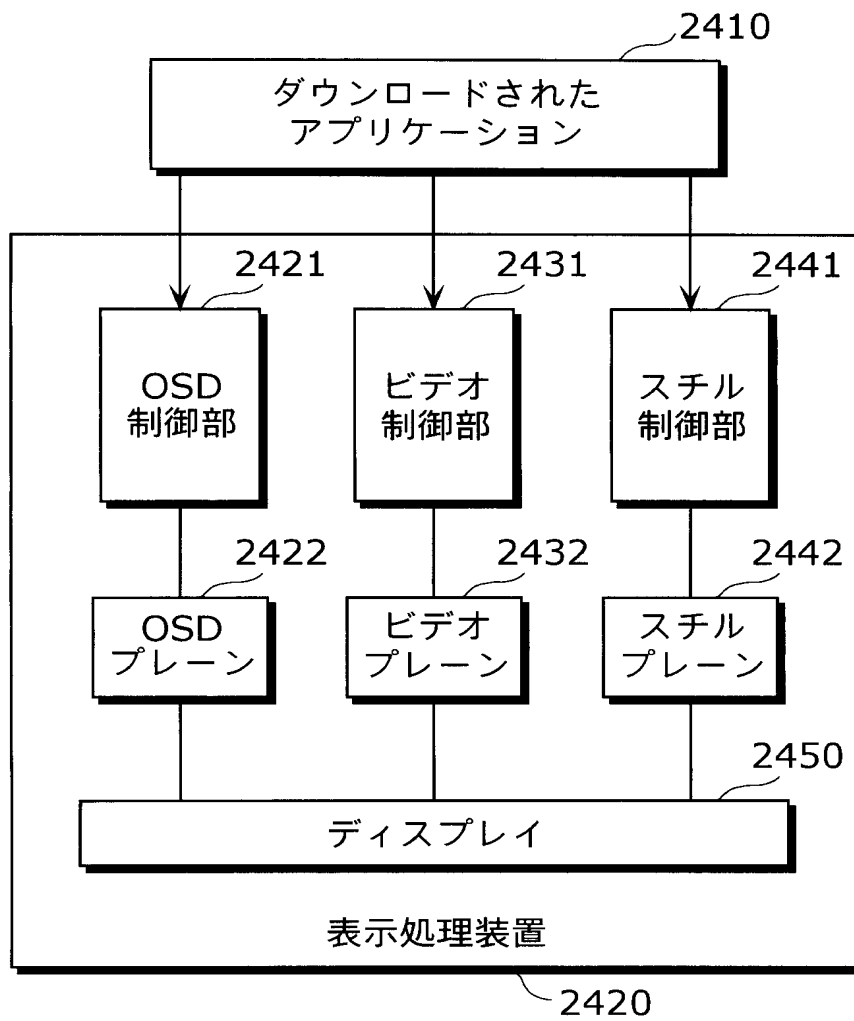 2410
ダウンロードされた
アプリケーション
2421
2431
2441
OSD
制御部
ビデオ
制御部
スチル
制御部
2422
2432
2442
OSD
プレーン
ビデオ
プレーン
スチル
プレーン
2450
ディスプレイ
表示処理装置
2420